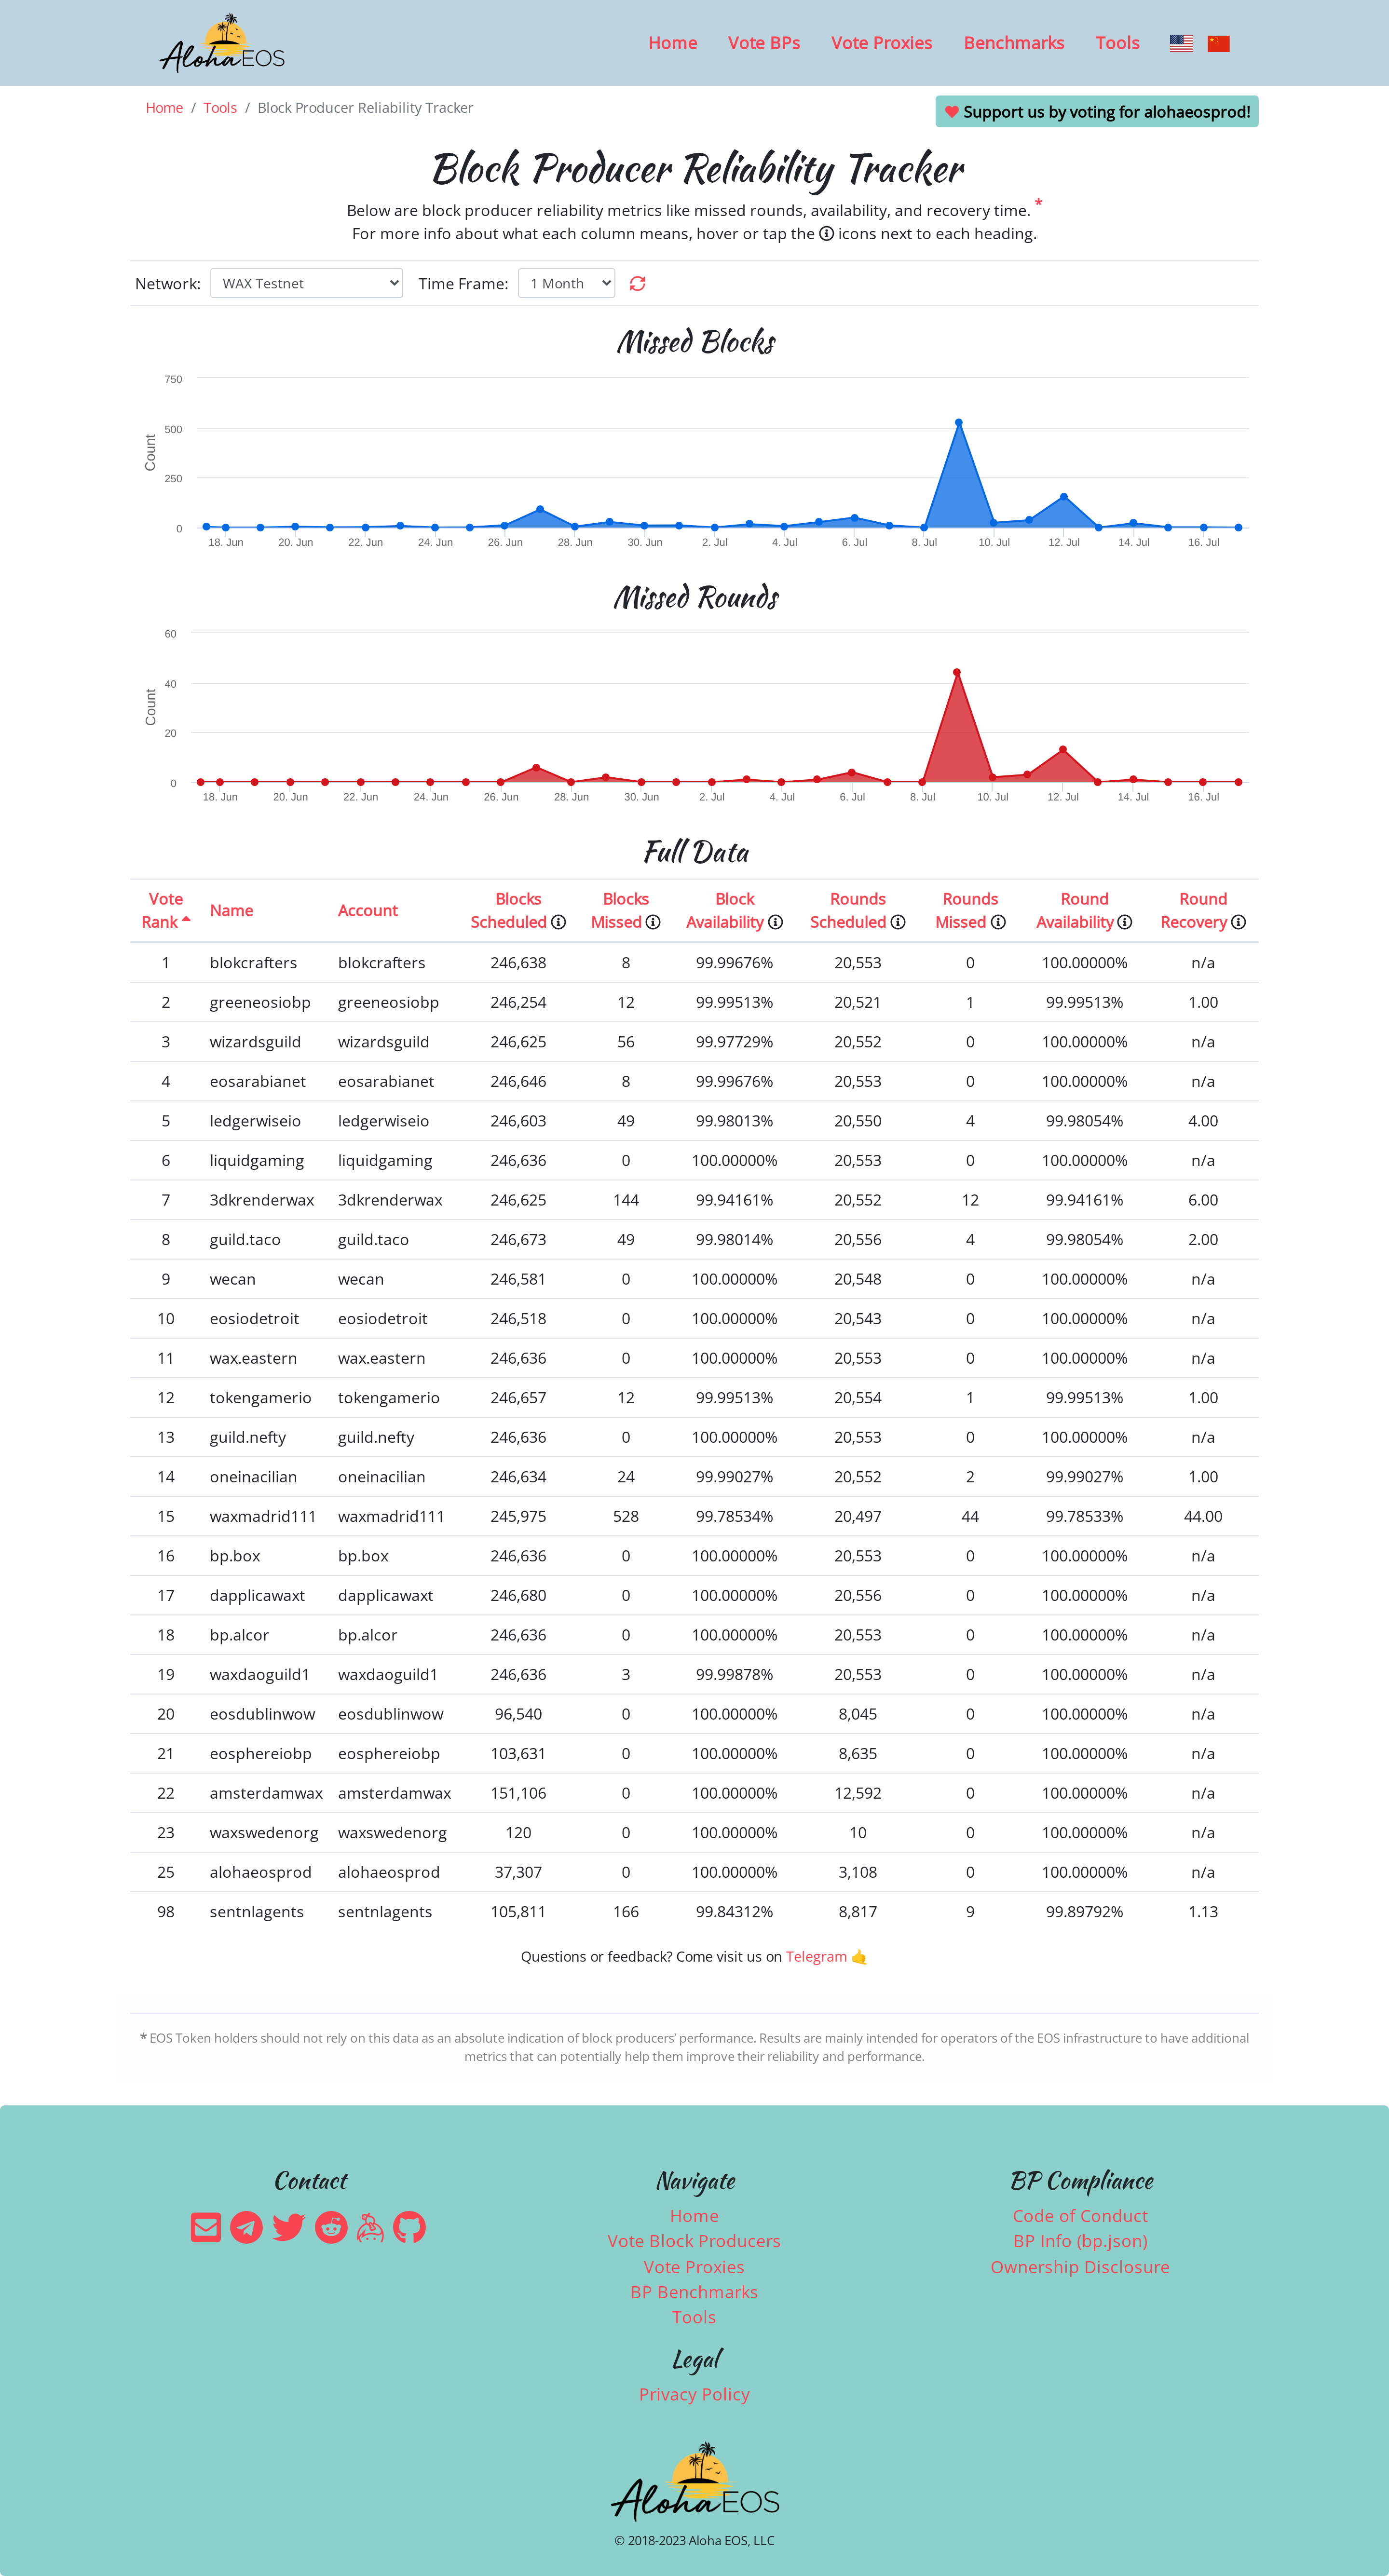 Aloha EOS
Home Vote BPs Vote Proxies Benchmarks Tools
Home / Tools / Block Producer Reliability Tracker
Support us by voting for alohaeosprod!
Block Producer Reliability Tracker
Below are block producer reliability metrics like missed rounds, availability, and recovery time. *
For more info about what each column means, hover or tap the icons next to each heading.
Network: WAX Testnet Time Frame: 1 Month
Missed Blocks
750
500
250
0
Count
18. Jun 20. Jun 22. Jun 24. Jun 26. Jun 28. Jun 30. Jun 2. Jul 4. Jul 6. Jul 8. Jul 10. Jul 12. Jul 14. Jul 16. Jul
Missed Rounds
60
40
20
0
Count
18. Jun 20. Jun 22. Jun 24. Jun 26. Jun 28. Jun 30. Jun 2. Jul 4. Jul 6. Jul 8. Jul 10. Jul 12. Jul 14. Jul 16. Jul
Full Data
Vote Rank Name Account Blocks Scheduled Blocks Missed Block Availability Rounds Scheduled Rounds Missed Round Availability Round Recovery
1 blokcrafters blokcrafters 246,638 8 99.99676% 20,553 0 100.00000% n/a
2 greeneosiobp greeneosiobp 246,254 12 99.99513% 20,521 1 99.99513% 1.00
3 wizardsguild wizardsguild 246,625 56 99.97729% 20,552 0 100.00000% n/a
4 eosarabianet eosarabianet 246,646 8 99.99676% 20,553 0 100.00000% n/a
5 ledgerwiseio ledgerwiseio 246,603 49 99.98013% 20,550 4 99.98054% 4.00
6 liquidgaming liquidgaming 246,636 0 100.00000% 20,553 0 100.00000% n/a
7 3dkrenderwax 3dkrenderwax 246,625 144 99.94161% 20,552 12 99.94161% 6.00
8 guild.taco guild.taco 246,673 49 99.98014% 20,556 4 99.98054% 2.00
9 wecan wecan 246,581 0 100.00000% 20,548 0 100.00000% n/a
10 eosiodetroit eosiodetroit 246,518 0 100.00000% 20,543 0 100.00000% n/a
11 wax.eastern wax.eastern 246,636 0 100.00000% 20,553 0 100.00000% n/a
12 tokengamerio tokengamerio 246,657 12 99.99513% 20,554 1 99.99513% 1.00
13 guild.nefty guild.nefty 246,636 0 100.00000% 20,553 0 100.00000% n/a
14 oneinacilian oneinacilian 246,634 24 99.99027% 20,552 2 99.99027% 1.00
15 waxmadrid111 waxmadrid111 245,975 528 99.78534% 20,497 44 99.78533% 44.00
16 bp.box bp.box 246,636 0 100.00000% 20,553 0 100.00000% n/a
17 dapplicawaxt dapplicawaxt 246,680 0 100.00000% 20,556 0 100.00000% n/a
18 bp.alcor bp.alcor 246,636 0 100.00000% 20,553 0 100.00000% n/a
19 waxdaoguild1 waxdaoguild1 246,636 3 99.99878% 20,553 0 100.00000% n/a
20 eosdublinwow eosdublinwow 96,540 0 100.00000% 8,045 0 100.00000% n/a
21 eosphereiobp eosphereiobp 103,631 0 100.00000% 8,635 0 100.00000% n/a
22 amsterdamwax amsterdamwax 151,106 0 100.00000% 12,592 0 100.00000% n/a
23 waxswedenorg waxswedenorg 120 0 100.00000% 10 0 100.00000% n/a
25 alohaeosprod alohaeosprod 37,307 0 100.00000% 3,108 0 100.00000% n/a
98 sentnlagents sentnlagents 105,811 166 99.84312% 8,817 9 99.89792% 1.13
Questions or feedback? Come visit us on Telegram 🤙
* EOS Token holders should not rely on this data as an absolute indication of block producers' performance. Results are mainly intended for operators of the EOS infrastructure to have additional
metrics that can potentially help them improve their reliability and performance.
Contact
Navigate
Home
Vote Block Producers
Vote Proxies
BP Benchmarks
Tools
Legal
Privacy Policy
BP Compliance
Code of Conduct
BP Info (bp.json)
Ownership Disclosure
Aloha EOS
© 2018-2023 Aloha EOS, LLC